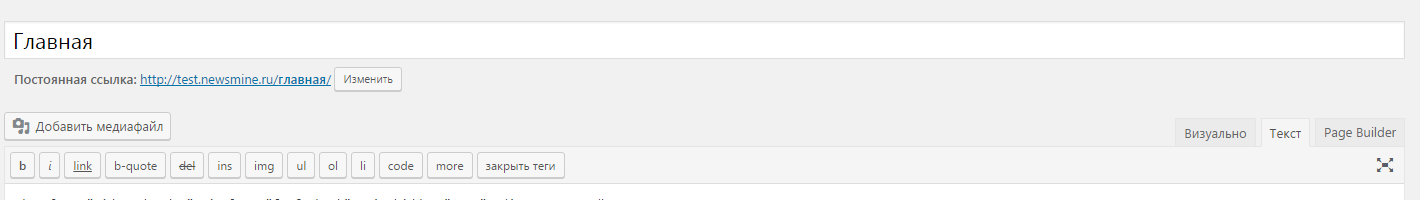 Главная
Постоянная ссылка: http://test.newsmine.ru/главная/ Изменить
Добавить медиафайл
Визуально Текст Page Builder
b i link b-quote del ins img ul ol li code more закрыть теги